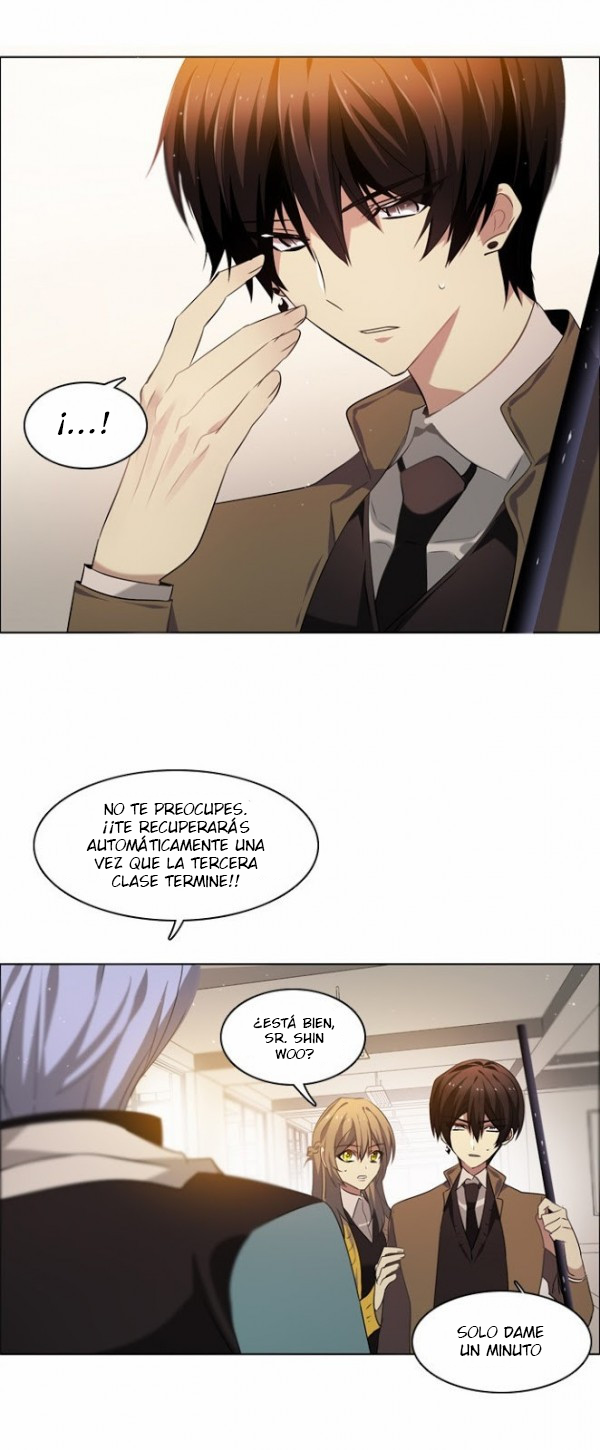 ¡...!
NO TE PREOCUPES.
¡¡TE RECUPERARÁS
AUTOMÁTICAMENTE UNA
VEZ QUE LA TERCERA
CLASE TERMINE!!
¿ESTÁ BIEN,
SR. SHIN
WOO?
SOLO DAME
UN MINUTO